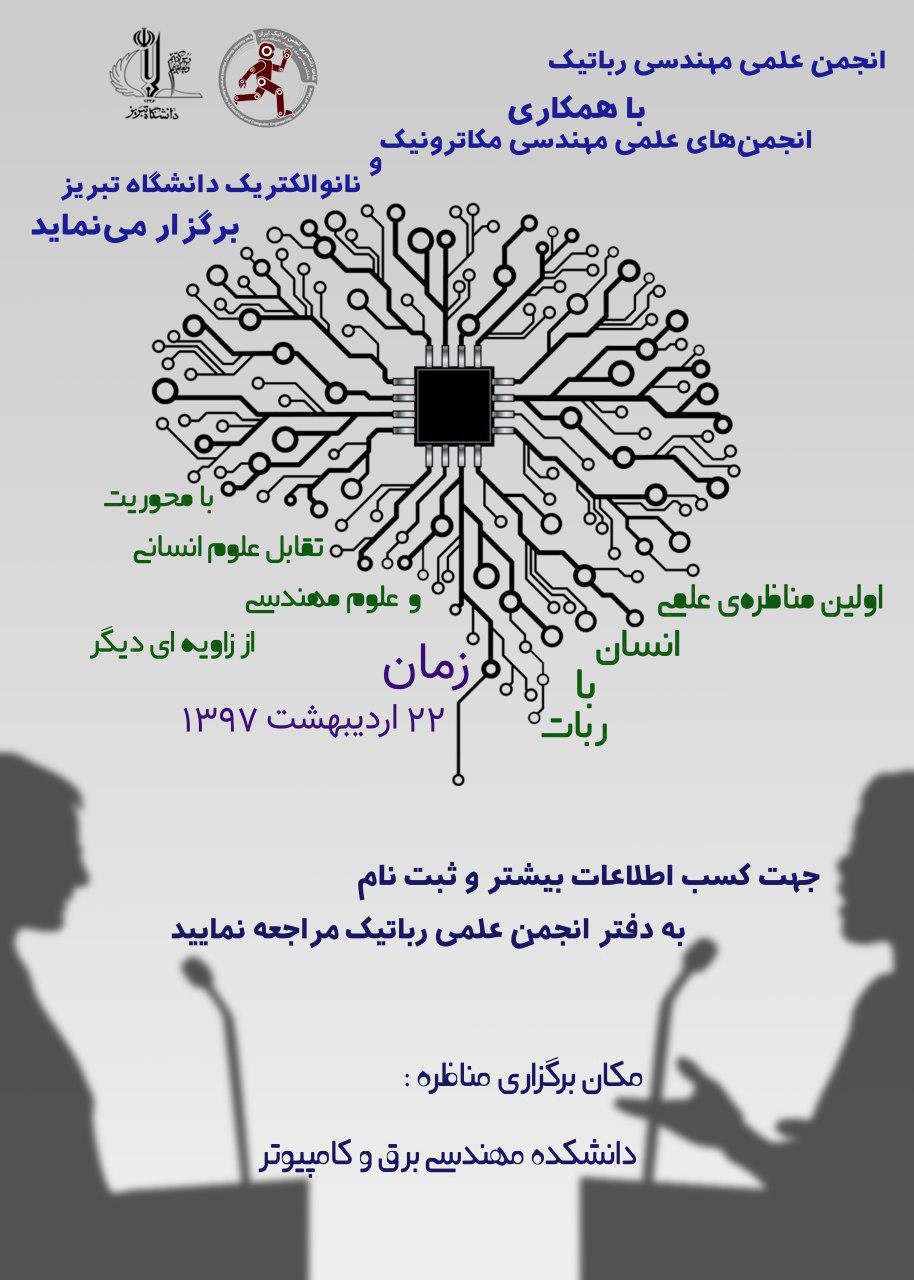 انجمن علمی مهندسی رباتیک
با همکاری
انجمن‌های علمی مهندسی مکاترونیک
و
نانوالکتریک دانشگاه تبریز
برگزار می‌نماید
دانشگاه تبریز
۱۳۲۶
اولین مناظره‌ی علمی
انسان
با
ربات
با محوریت
تقابل علوم انسانی
و علوم مهندسی
از زاویه ای دیگر
زمان
۲۲ اردیبهشت ۱۳۹۷
جهت کسب اطلاعات بیشتر و ثبت نام
به دفتر انجمن علمی رباتیک مراجعه نمایید
مکان برگزاری مناظره :
دانشکده مهندسی برق و کامپیوتر